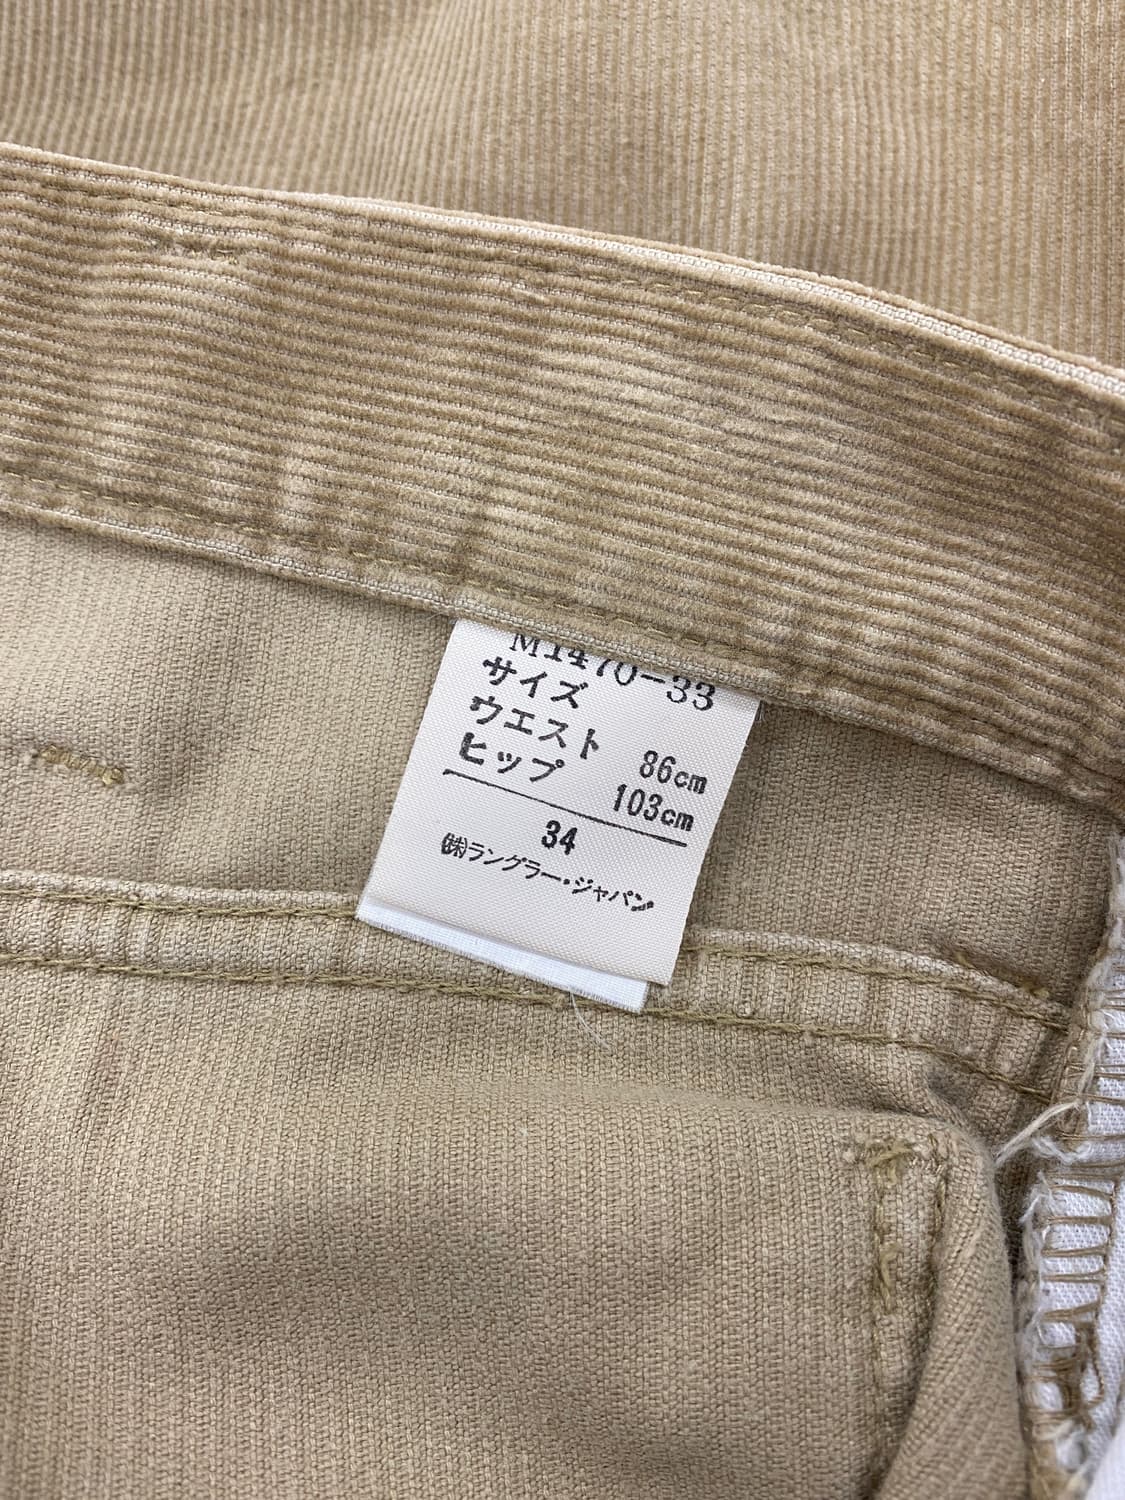 M1470-33
サイズ
ウエスト 86cm
ヒップ 103cm
34
㈱ラングラー・ジャパン